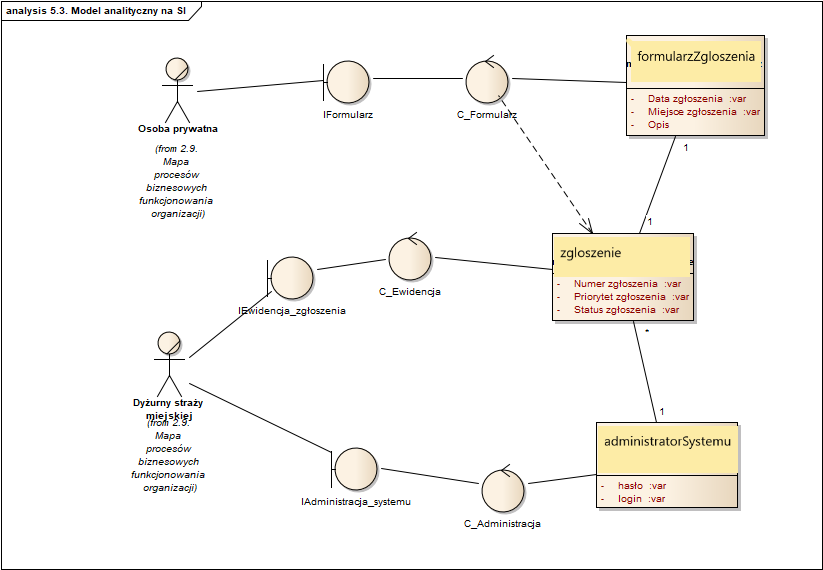 analysis 5.3. Model analityczny na SI
Osoba prywatna
(from 2.9.
Mapa
procesów
biznesowych
funkcjonowania
organizacji)
IFormularz
C_Formularz
formularzZgloszenia
- Data zgłoszenia :var
- Miejsce zgłoszenia :var
- Opis
1
1
zgloszenie
- Numer zgłoszenia :var
- Priorytet zgłoszenia :var
- Status zgłoszenia :var
*
1
IEwidencja_zgłoszenia
C_Ewidencja
Dyżurny straży
miejskiej
(from 2.9.
Mapa
procesów
biznesowych
funkcjonowania
organizacji)
IAdministracja_systemu
C_Administracja
administratorSystemu
- hasło :var
- login :var